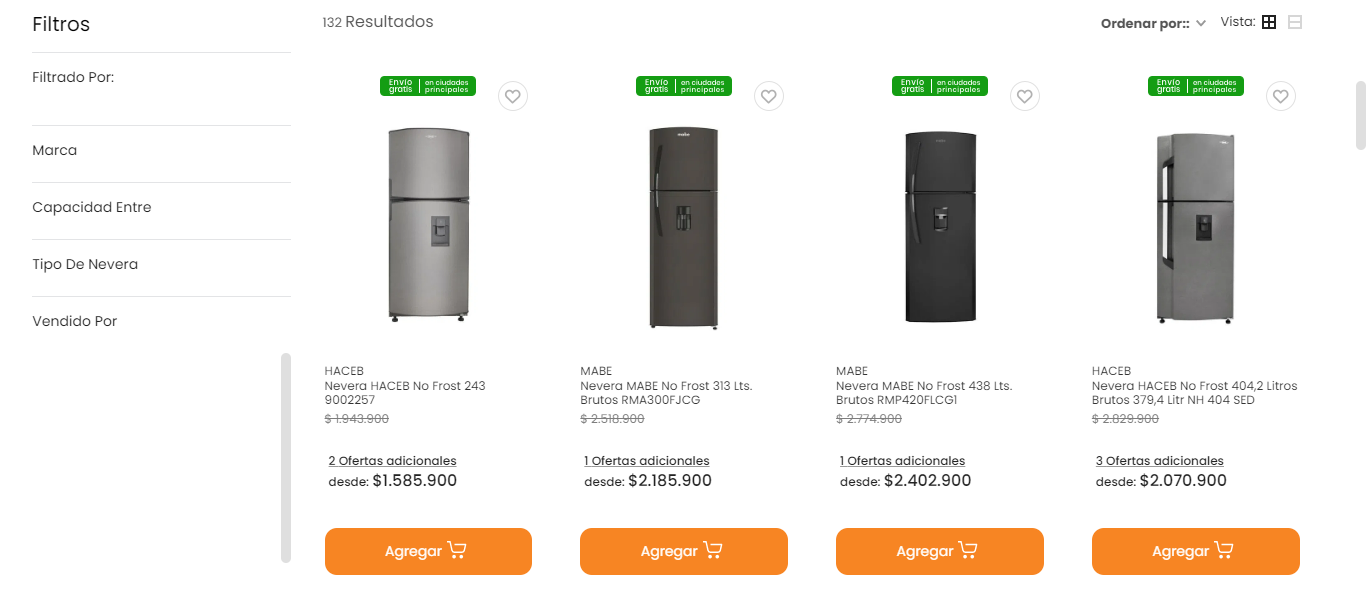 Filtros
Filtrado Por:
Marca
Capacidad Entre
Tipo De Nevera
Vendido Por
132 Resultados
Ordenar por::
Vista:
Envío gratis
en ciudades principales
HACEB
Nevera HACEB No Frost 243
9002257
$ 1.943.900
2 Ofertas adicionales
desde: $1.585.900
Agregar
Envío gratis
en ciudades principales
MABE
Nevera MABE No Frost 313 Lts.
Brutos RMA300FJCG
$ 2.518.900
1 Ofertas adicionales
desde: $2.185.900
Agregar
Envío gratis
en ciudades principales
MABE
Nevera MABE No Frost 438 Lts.
Brutos RMP420FLCG1
$ 2.774.900
1 Ofertas adicionales
desde: $2.402.900
Agregar
Envío gratis
en ciudades principales
HACEB
Nevera HACEB No Frost 404,2 Litros
Brutos 379,4 Litr NH 404 SED
$ 2.829.900
3 Ofertas adicionales
desde: $2.070.900
Agregar